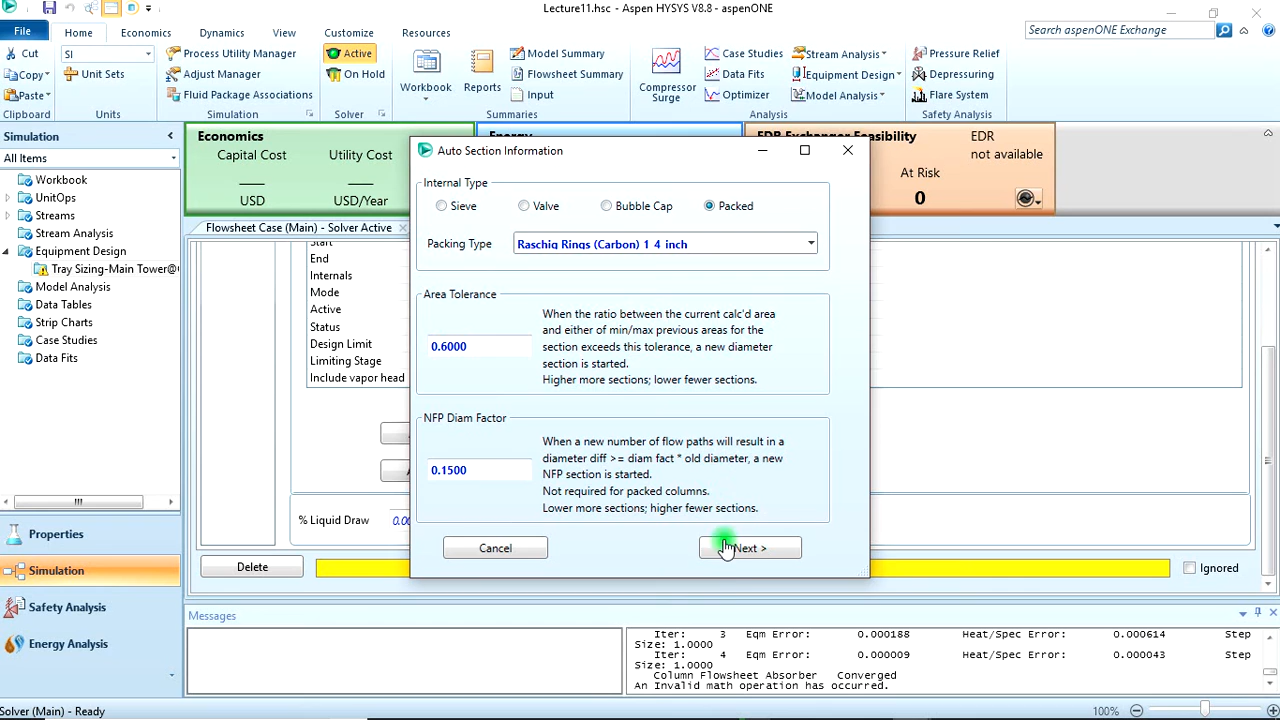 Lecture11.hsc - Aspen HYSYS V8.8 - aspenONE
File
Home
Economics
Dynamics
View
Customize
Resources
Search aspenONE Exchange
Cut
SI
Process Utility Manager
Active
Model Summary
Case Studies
Stream Analysis
Pressure Relief
Copy
Unit Sets
Adjust Manager
On Hold
Flowsheet Summary
Data Fits
Equipment Design
Depressuring
Paste
Fluid Package Associations
Workbook
Reports
Input
Compressor
Surge
Optimizer
Model Analysis
Flare System
Clipboard
Units
Simulation
Solver
Summaries
Analysis
Safety Analysis
Simulation
All Items
Workbook
UnitOps
Streams
Stream Analysis
Equipment Design
Tray Sizing-Main Tower@
Model Analysis
Data Tables
Strip Charts
Case Studies
Data Fits
Properties
Simulation
Safety Analysis
Energy Analysis
Economics
Capital Cost
Utility Cost
USD
USD/Year
Energy
EDR Exchanger Feasibility
EDR
not available
At Risk
0
Flowsheet Case (Main) - Solver Active
Start
End
Internals
Mode
Active
Status
Design Limit
Limiting Stage
Include vapor head
% Liquid Draw
Delete
Ignored
Auto Section Information
Internal Type
Sieve
Valve
Bubble Cap
Packed
Packing Type
Raschig Rings (Carbon) 1 4 inch
Area Tolerance
0.6000
When the ratio between the current calc'd area
and either of min/max previous areas for the
section exceeds this tolerance, a new diameter
section is started.
Higher more sections; lower fewer sections.
NFP Diam Factor
0.1500
When a new number of flow paths will result in a
diameter diff >= diam fact * old diameter, a new
NFP section is started.
Not required for packed columns.
Lower more sections; higher fewer sections.
Cancel
Next >
Messages
Iter: 3 Eqm Error: 0.000188 Heat/Spec Error: 0.000614 Step
Size: 1.0000
Iter: 4 Eqm Error: 0.000009 Heat/Spec Error: 0.000043 Step
Size: 1.0000
Column Flowsheet Absorber Converged
An Invalid math operation has occurred.
Solver (Main) - Ready
100%